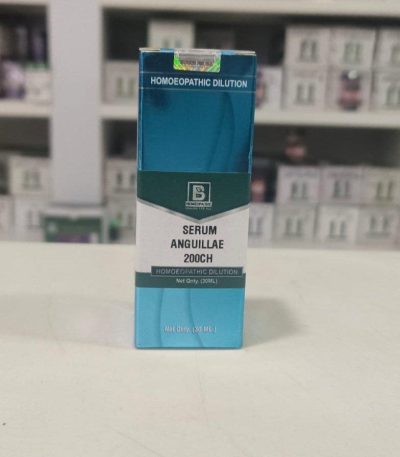 HOMOEOPATHIC DILUTION
SERUM
ANGUILLAE
200CH
HOMOEOPATHIC DILUTION
Net Qnty. (30ML)
Net Qnty. (30 ML.)